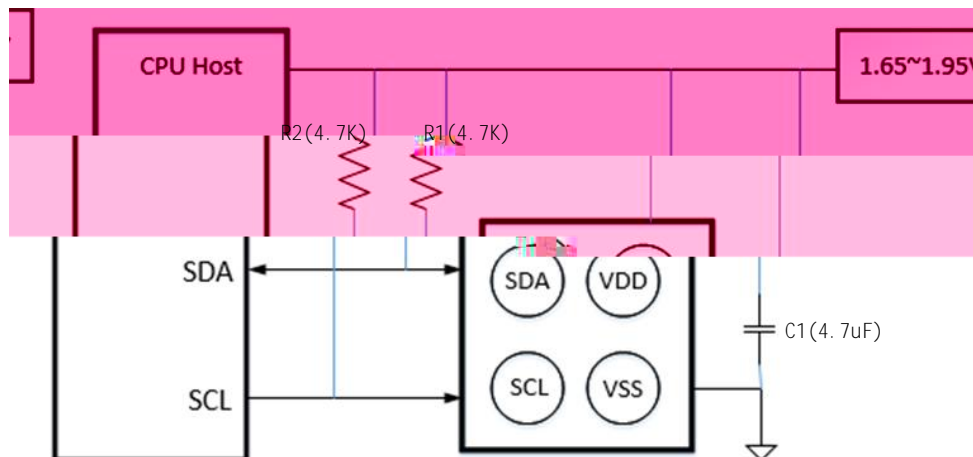 CPU Host
1.65~1.95V
R2(4.7K)
R1(4.7K)
SDA
SDA
VDD
C1(4.7uF)
SCL
SCL
VSS